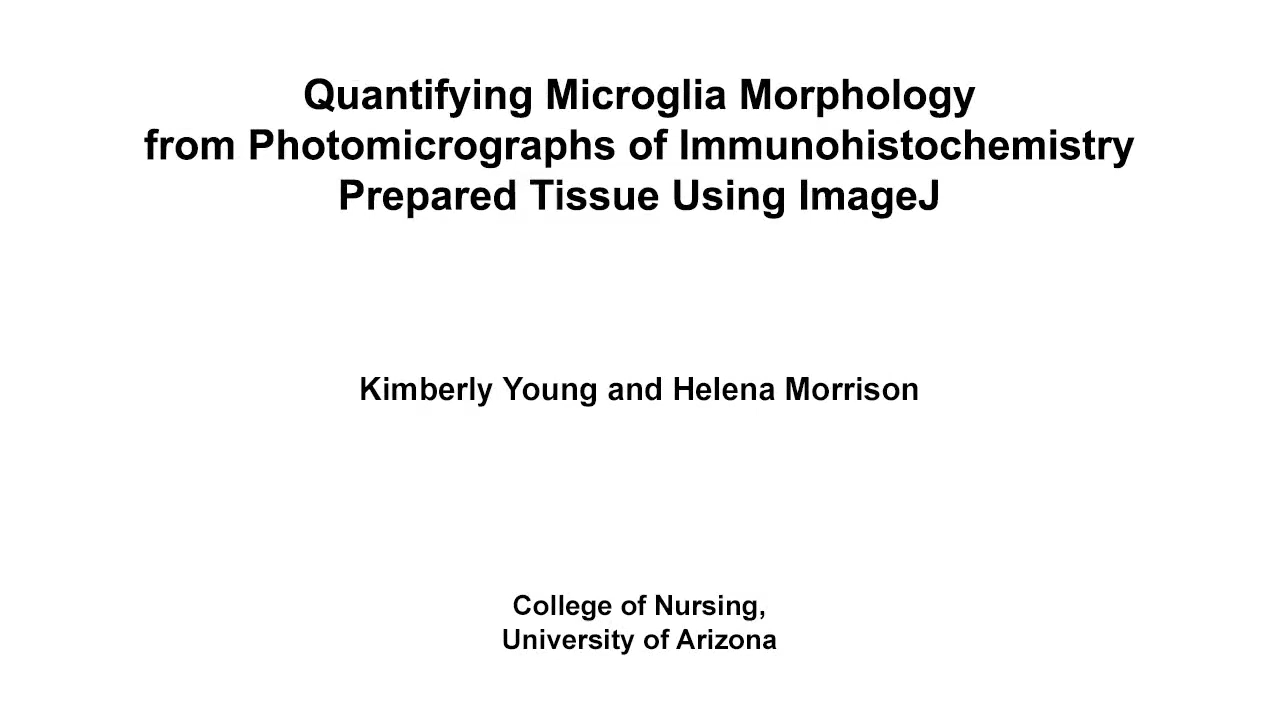 Quantifying Microglia Morphology
from Photomicrographs of Immunohistochemistry
Prepared Tissue Using ImageJ
Kimberly Young and Helena Morrison
College of Nursing,
University of Arizona